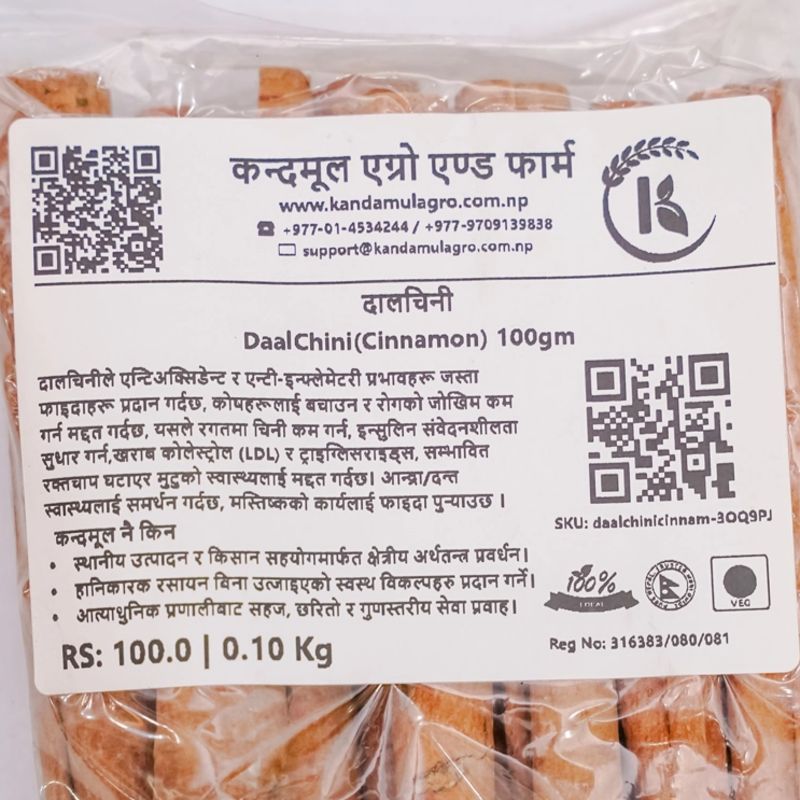 कन्दमूल एग्रो एण्ड फार्म
www.kandamulagro.com.np
+977-01-4534244 / +977-9709139838
support@kandamulagro.com.np
K
दालचिनी
DaalChini(Cinnamon) 100gm
दालचिनीले एन्टिअक्सिडेन्ट र एन्टी-इन्फ्लेमेटरी प्रभावहरू जस्ता
फाइदाहरू प्रदान गर्दछ, कोषहरूलाई बचाउन र रोगको जोखिम कम
गर्न मद्दत गर्दछ, यसले रगतमा चिनी कम गर्न, इन्सुलिन संवेदनशीलता
सुधार गर्न,खराब कोलेस्ट्रोल (LDL) र ट्राइग्लिसराइड्स, सम्भावित
रक्तचाप घटाएर मुटुको स्वास्थ्यलाई मद्दत गर्दछ। आन्द्रा/दन्त
स्वास्थ्यलाई समर्थन गर्दछ, मस्तिष्कको कार्यलाई फाइदा पुऱ्याउछ ।
SKU: daalchinicinnam-3OQ9PJ
कन्दमूल नै किन
• स्थानीय उत्पादन र किसान सहयोगमार्फत क्षेत्रीय अर्थतन्त्र प्रवर्धन।
• हानिकारक रसायन विना उत्जाइएको स्वस्थ विकल्पहरु प्रदान गर्ने।
• आत्याधुनिक प्रणालीबाट सहज, छरितो र गुणस्तरीय सेवा प्रवाह।
100%
LOCAL
VEG
RS: 100.0 | 0.10 Kg
Reg No: 316383/080/081